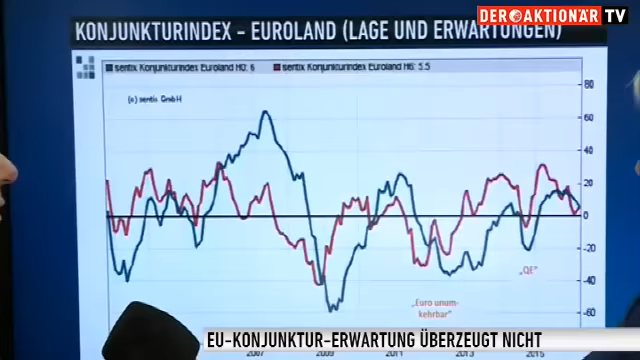 DER AKTIONÄR TV
KONJUNKTURINDEX – EUROLAND (LAGE UND ERWARTUNGEN)
sentix Konjunkturindex Euroland H0: 6
sentix Konjunkturindex Euroland H6: 5.5
(c) sentix GmbH
80
60
40
20
0
-20
-40
-60
„QE"
„Euro unum-
kehrbar"
2007
2009
2011
2013
2015
EU-KONJUNKTUR-ERWARTUNG ÜBERZEUGT NICHT